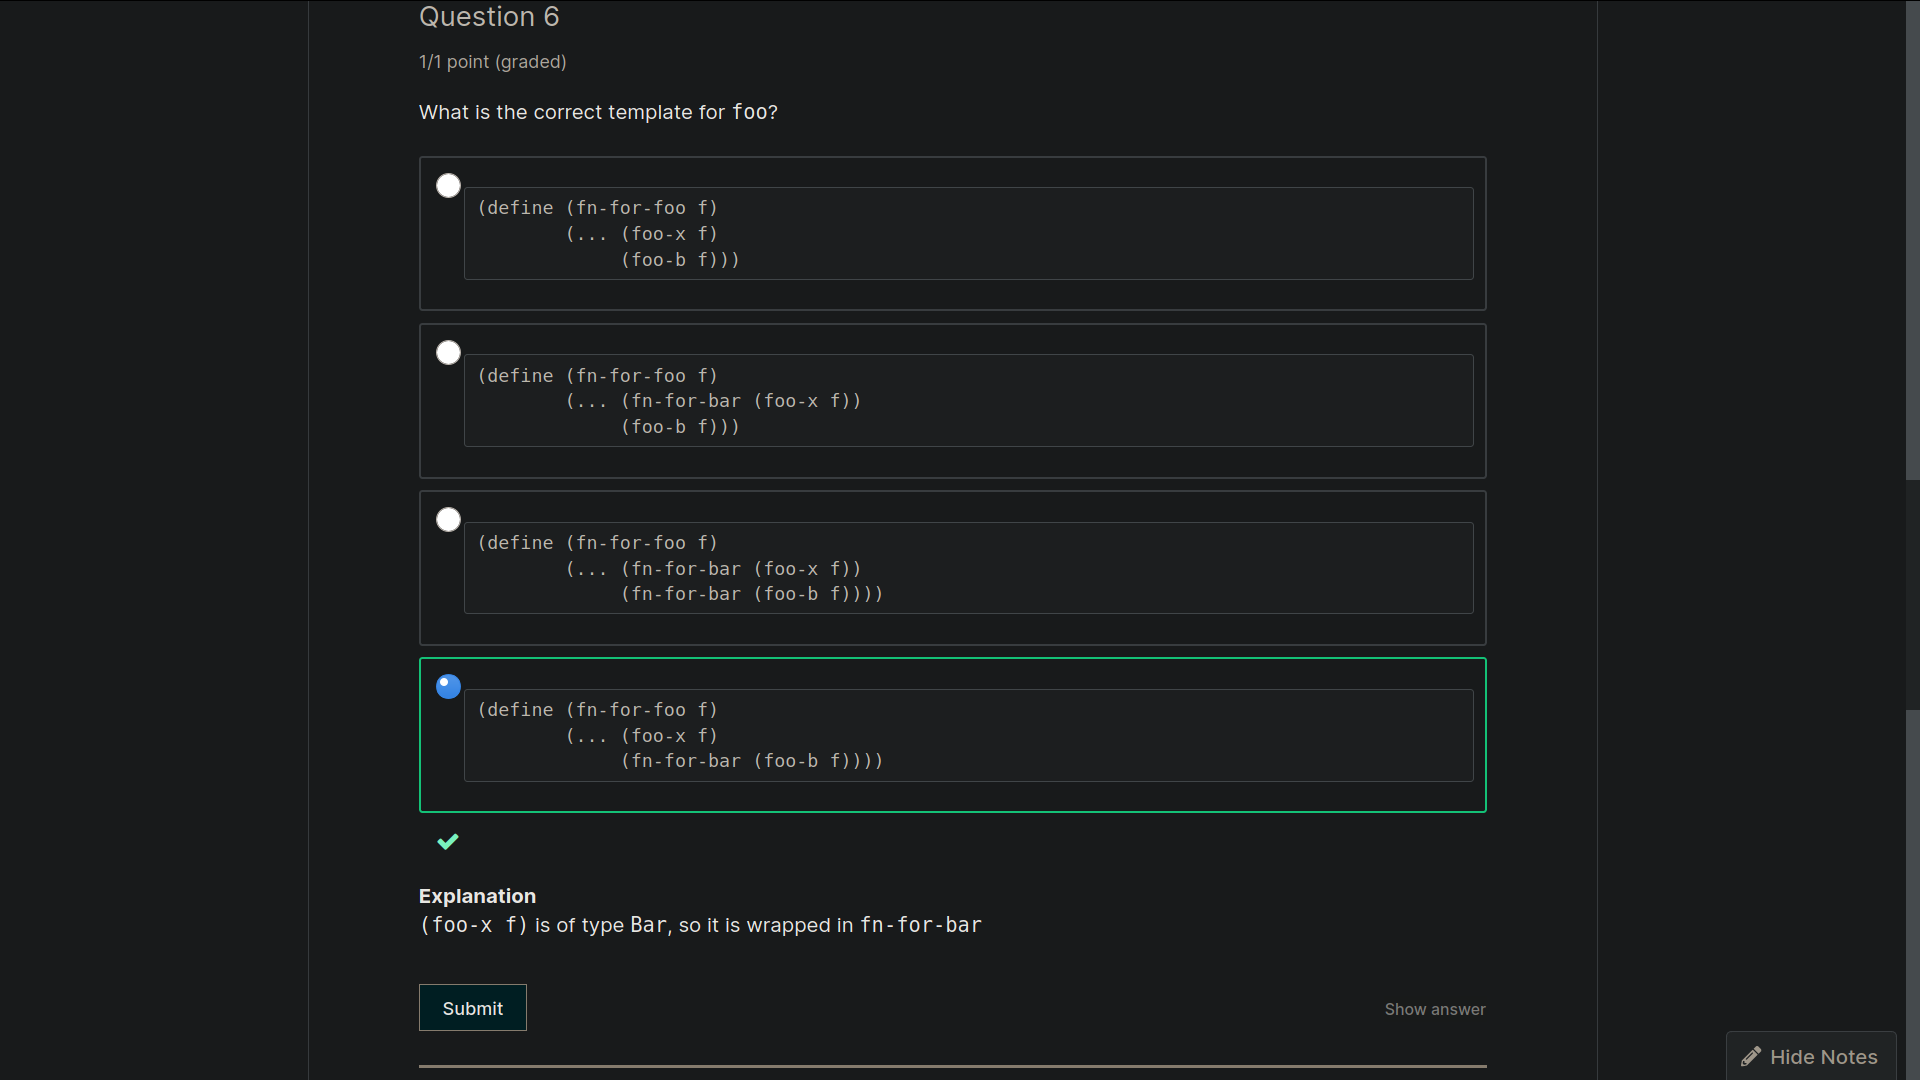 Question 6
1/1 point (graded)
What is the correct template for foo?
(define (fn-for-foo f)
        (... (foo-x f)
             (foo-b f)))
(define (fn-for-foo f)
        (... (fn-for-bar (foo-x f))
             (foo-b f)))
(define (fn-for-foo f)
        (... (fn-for-bar (foo-x f))
             (fn-for-bar (foo-b f))))
(define (fn-for-foo f)
        (... (foo-x f)
             (fn-for-bar (foo-b f))))
Explanation
(foo-x f) is of type Bar, so it is wrapped in fn-for-bar
Submit
Show answer
Hide Notes